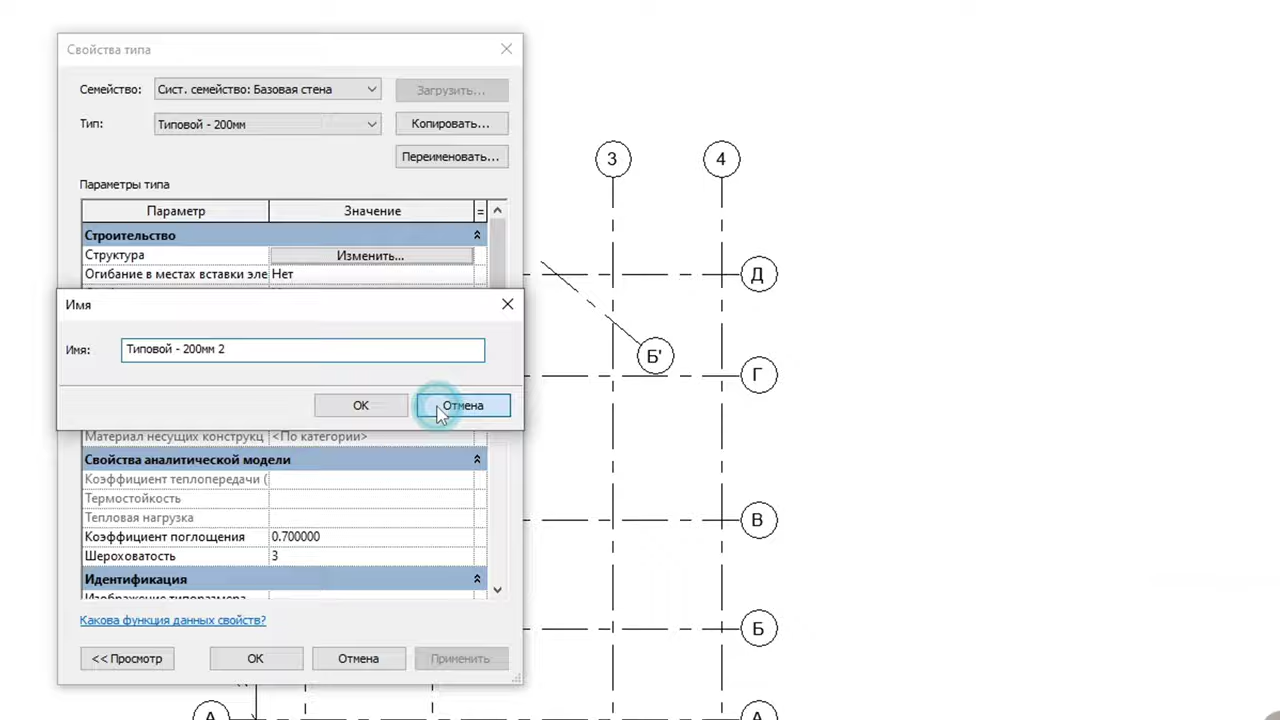 Свойства типа
Семейство: Сист. семейство: Базовая стена Загрузить...
Тип: Типовой - 200мм Копировать...
Переименовать...
Параметры типа
Параметр Значение =
Строительство
Структура Изменить...
Огибание в местах вставки эле Нет
Имя
Имя: Типовой - 200мм 2
ОК Отмена
Материал несущих конструкц <По категории>
Свойства аналитической модели
Коэффициент теплопередачи (
Термостойкость
Тепловая нагрузка
Коэффициент поглощения 0.700000
Шероховатость 3
Идентификация
Изображение типоразмера
Какова функция данных свойств?
<< Просмотр ОК Отмена Применить
3 4
Д
Б'
Г
В
Б
А А